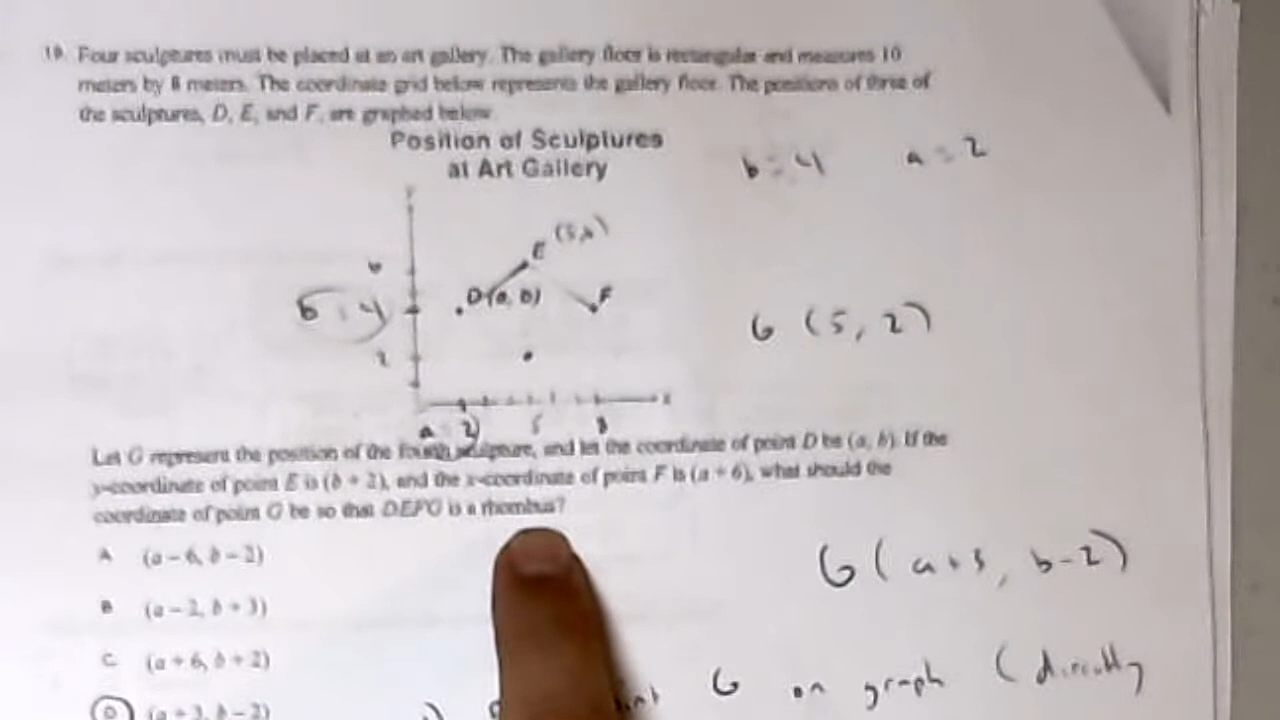 10. Four sculptures must be placed at an art gallery. The gallery floor is rectangular and measures 10
meters by 8 meters. The coordinate grid below represents the gallery floor. The positions of three of
the sculptures, D, E, and F, are graphed below.
Position of Sculptures
at Art Gallery
b = 4 a = 2
y
E
6
D(a, b) F
b = 4
G (5, 2)
2
x
a = 2 5 8
Let G represent the position of the fourth sculpture, and let the coordinate of point D be (a, b). If the
y-coordinate of point E is (b + 2), and the x-coordinate of point F is (a + 6), what should the
coordinate of point G be so that DEFG is a rhombus?
A (a – 6, b – 2)
G (a + 3, b - 2)
B (a – 2, b + 3)
C (a + 6, b + 2)
D (a + 3, b – 2)
G on graph (directly